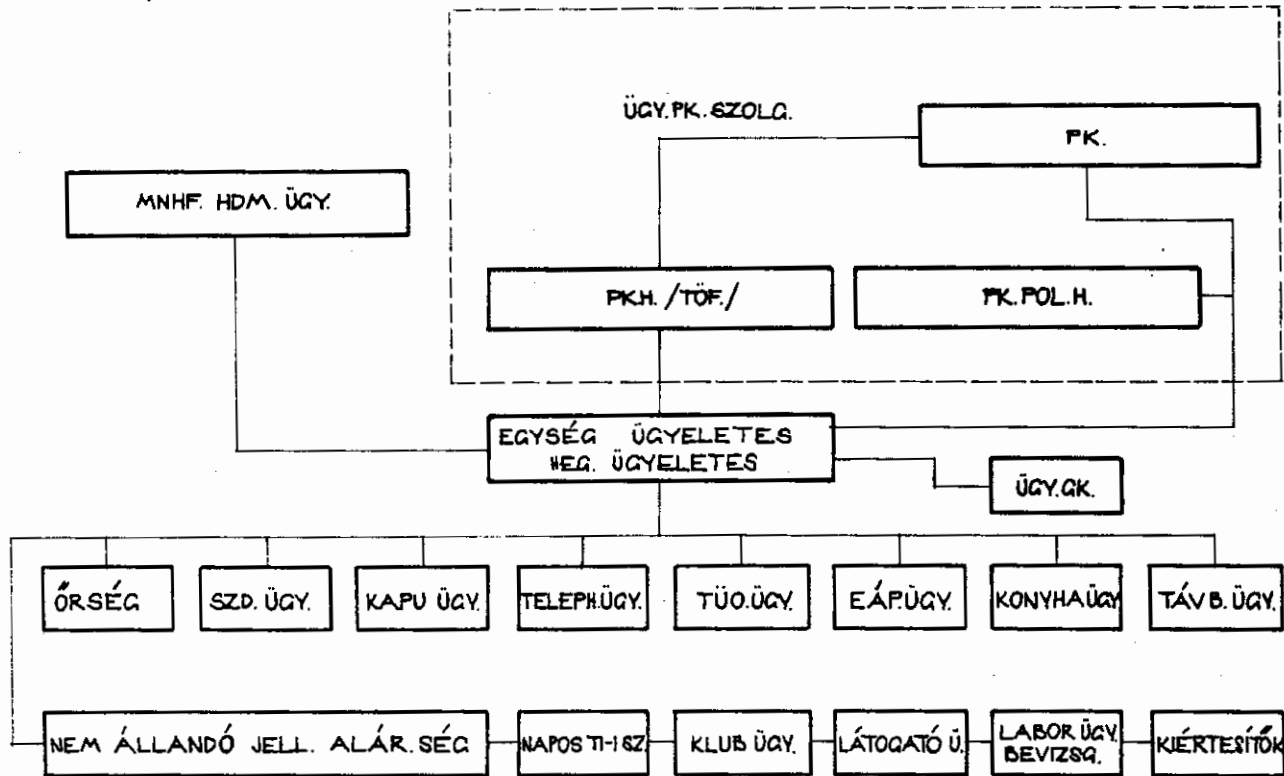 ÜGY. PK. SZOLG.
PK.
MNHF. HDM. ÜGY.
PKH. /TÖF./
PK. POL. H.
EGYSÉG ÜGYELETES
HEG. ÜGYELETES
ÜGY. GK.
ŐRSÉG
SZD. ÜGY.
KAPU ÜGY.
TELEPH. ÜGY.
TÜO. ÜGY.
EÁP. ÜGY.
KONYHA ÜGY
TÁV B. ÜGY.
NEM ÁLLANDÓ JELL. ALÁR. SÉG
NAPOS TI-I SZ.
KLUB ÜGY.
LÁTOGATÓ Ü.
LABOR ÜGY.
BEVIZSG.
KIÉRTESÍTŐK